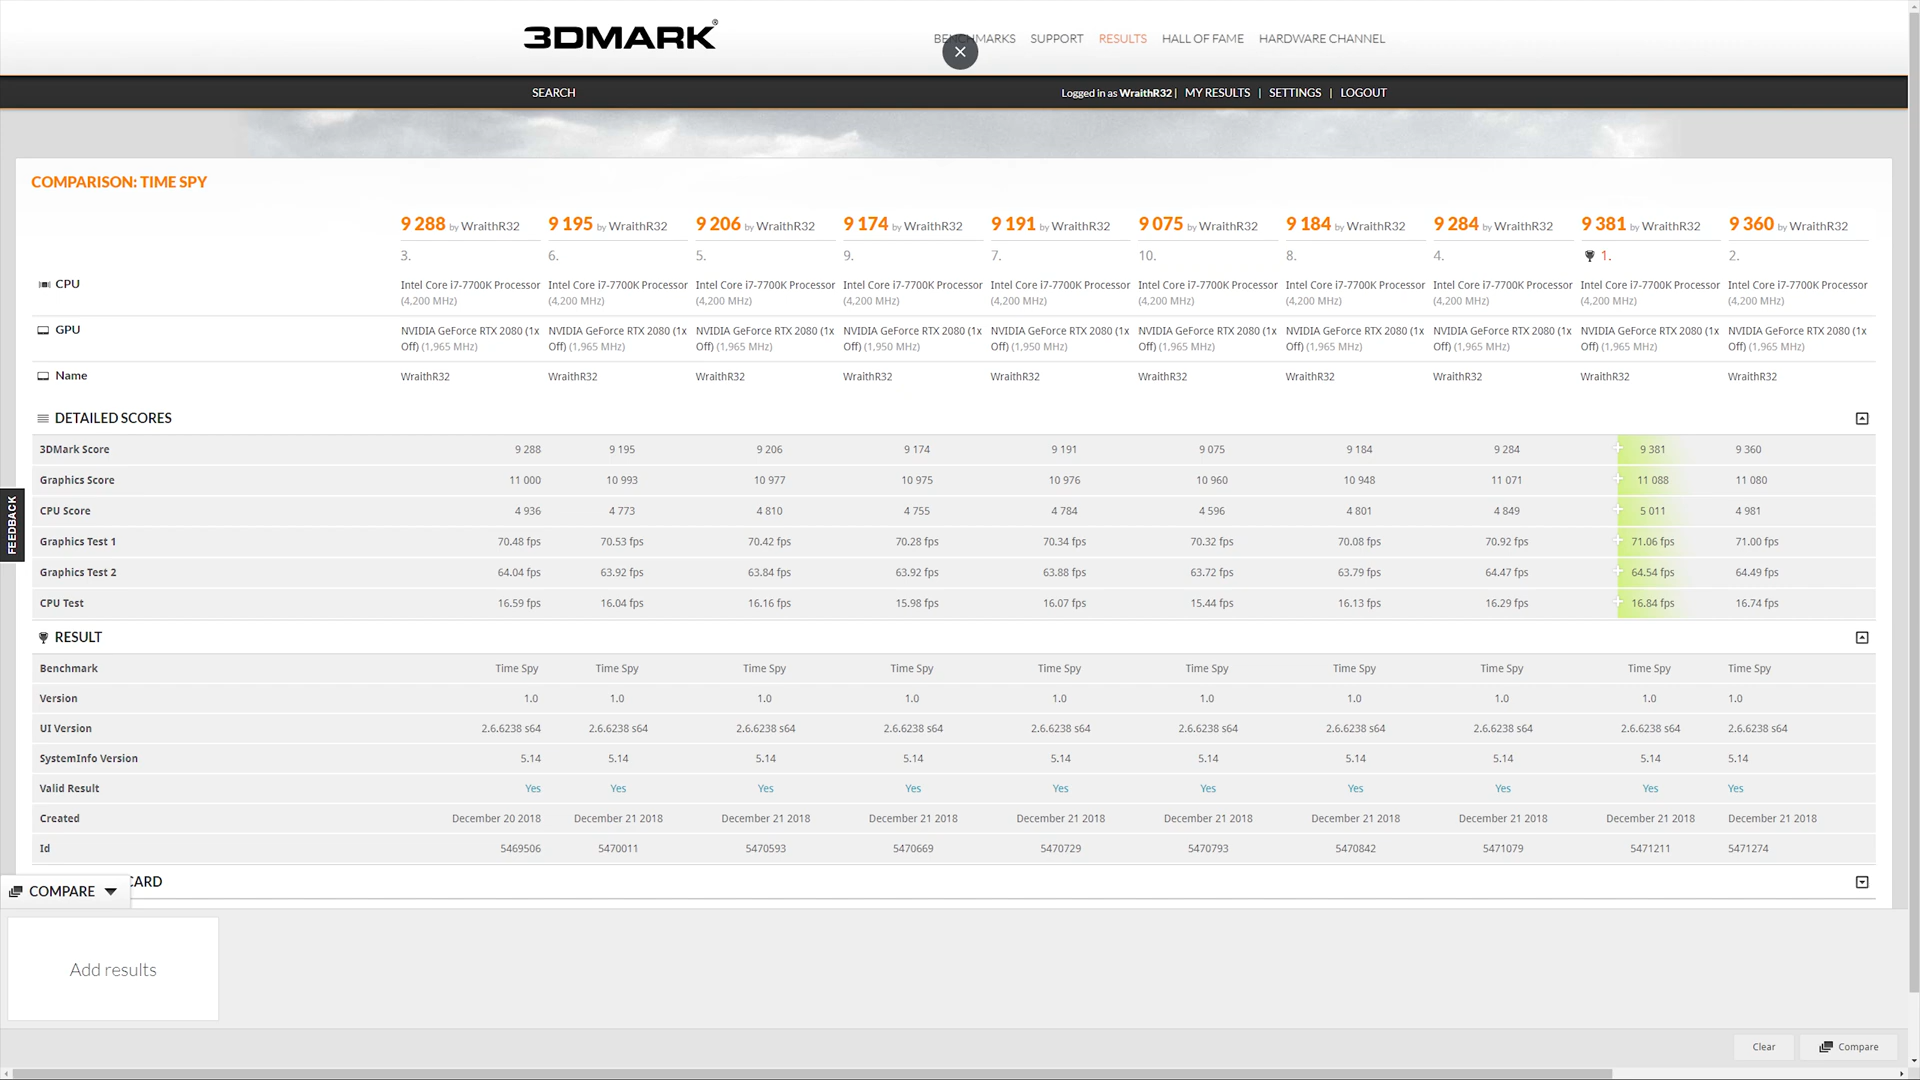 3DMARK®
BENCHMARKS SUPPORT RESULTS HALL OF FAME HARDWARE CHANNEL
SEARCH
Logged in as WraithR32 | MY RESULTS | SETTINGS | LOGOUT
COMPARISON: TIME SPY
9 288 by WraithR32 9 195 by WraithR32 9 206 by WraithR32 9 174 by WraithR32 9 191 by WraithR32 9 075 by WraithR32 9 184 by WraithR32 9 284 by WraithR32 9 381 by WraithR32 9 360 by WraithR32
3. 6. 5. 9. 7. 10. 8. 4. 1. 2.
CPU Intel Core i7-7700K Processor Intel Core i7-7700K Processor Intel Core i7-7700K Processor Intel Core i7-7700K Processor Intel Core i7-7700K Processor Intel Core i7-7700K Processor Intel Core i7-7700K Processor Intel Core i7-7700K Processor Intel Core i7-7700K Processor Intel Core i7-7700K Processor
(4,200 MHz) (4,200 MHz) (4,200 MHz) (4,200 MHz) (4,200 MHz) (4,200 MHz) (4,200 MHz) (4,200 MHz) (4,200 MHz) (4,200 MHz)
GPU NVIDIA GeForce RTX 2080 (1x NVIDIA GeForce RTX 2080 (1x NVIDIA GeForce RTX 2080 (1x NVIDIA GeForce RTX 2080 (1x NVIDIA GeForce RTX 2080 (1x NVIDIA GeForce RTX 2080 (1x NVIDIA GeForce RTX 2080 (1x NVIDIA GeForce RTX 2080 (1x NVIDIA GeForce RTX 2080 (1x NVIDIA GeForce RTX 2080 (1x
Off) (1,965 MHz) Off) (1,965 MHz) Off) (1,965 MHz) Off) (1,950 MHz) Off) (1,950 MHz) Off) (1,965 MHz) Off) (1,965 MHz) Off) (1,965 MHz) Off) (1,965 MHz) Off) (1,965 MHz)
Name WraithR32 WraithR32 WraithR32 WraithR32 WraithR32 WraithR32 WraithR32 WraithR32 WraithR32 WraithR32
DETAILED SCORES
3DMark Score 9 288 9 195 9 206 9 174 9 191 9 075 9 184 9 284 9 381 9 360
Graphics Score 11 000 10 993 10 977 10 975 10 976 10 960 10 948 11 071 11 088 11 080
CPU Score 4 936 4 773 4 810 4 755 4 784 4 596 4 801 4 849 5 011 4 981
Graphics Test 1 70.48 fps 70.53 fps 70.42 fps 70.28 fps 70.34 fps 70.32 fps 70.08 fps 70.92 fps 71.06 fps 71.00 fps
Graphics Test 2 64.04 fps 63.92 fps 63.84 fps 63.92 fps 63.88 fps 63.72 fps 63.79 fps 64.47 fps 64.54 fps 64.49 fps
CPU Test 16.59 fps 16.04 fps 16.16 fps 15.98 fps 16.07 fps 15.44 fps 16.13 fps 16.29 fps 16.84 fps 16.74 fps
FEEDBACK
RESULT
Benchmark Time Spy Time Spy Time Spy Time Spy Time Spy Time Spy Time Spy Time Spy Time Spy Time Spy
Version 1.0 1.0 1.0 1.0 1.0 1.0 1.0 1.0 1.0 1.0
UI Version 2.6.6238 s64 2.6.6238 s64 2.6.6238 s64 2.6.6238 s64 2.6.6238 s64 2.6.6238 s64 2.6.6238 s64 2.6.6238 s64 2.6.6238 s64 2.6.6238 s64
SystemInfo Version 5.14 5.14 5.14 5.14 5.14 5.14 5.14 5.14 5.14 5.14
Valid Result Yes Yes Yes Yes Yes Yes Yes Yes Yes Yes
Created December 20 2018 December 21 2018 December 21 2018 December 21 2018 December 21 2018 December 21 2018 December 21 2018 December 21 2018 December 21 2018 December 21 2018
Id 5469506 5470011 5470593 5470669 5470729 5470793 5470842 5471079 5471211 5471274
CARD
COMPARE
Add results
Clear Compare